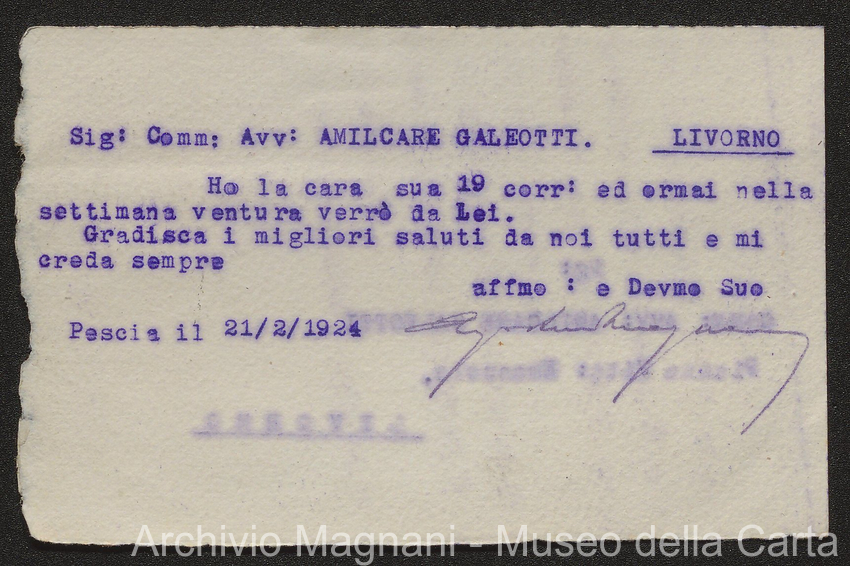 Sig: Comm: Avv: AMILCARE GALEOTTI. LIVORNO
Ho la cara sua 19 corr: ed ormai nella
settimana ventura verrò da Lei.
Gradisca i migliori saluti da noi tutti e mi
creda sempre
affmo : e Devmo Suo
Pescia il 21/2/1924
Archivio Magnani - Museo della Carta